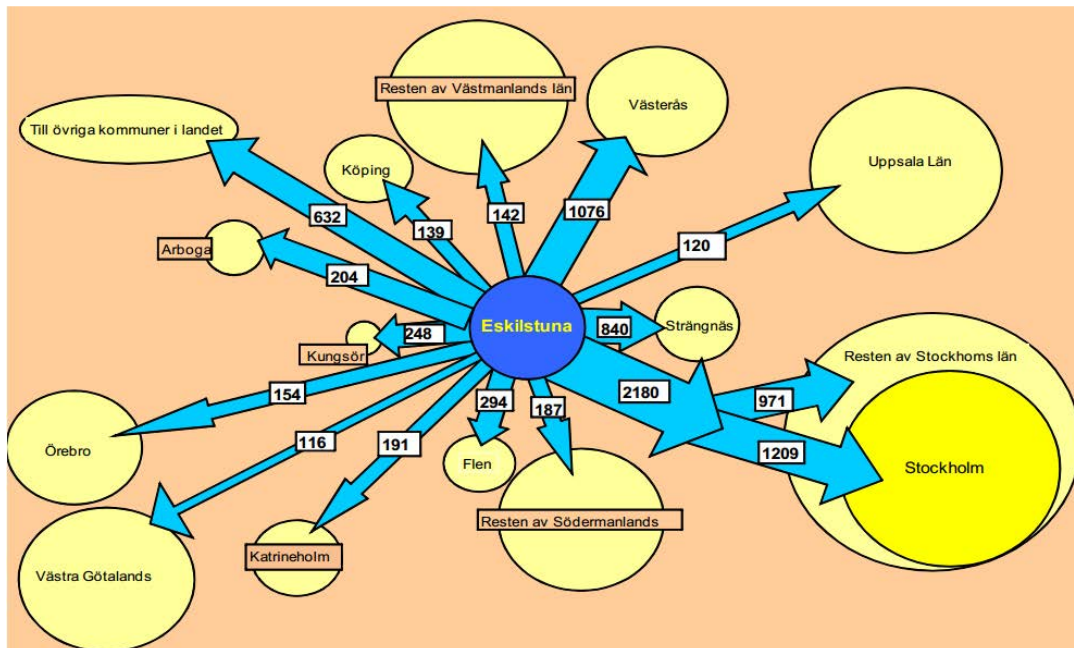 Resten av Västmanlands län
Västerås
Till övriga kommuner i landet
Köping
Uppsala Län
632
139
142
1076
120
Arboga
204
Eskilstuna
248
840
Strängnäs
Kungsör
Resten av Stockhoms län
154
294
187
2180
971
116
191
1209
Örebro
Flen
Stockholm
Resten av Södermanlands
Katrineholm
Västra Götalands